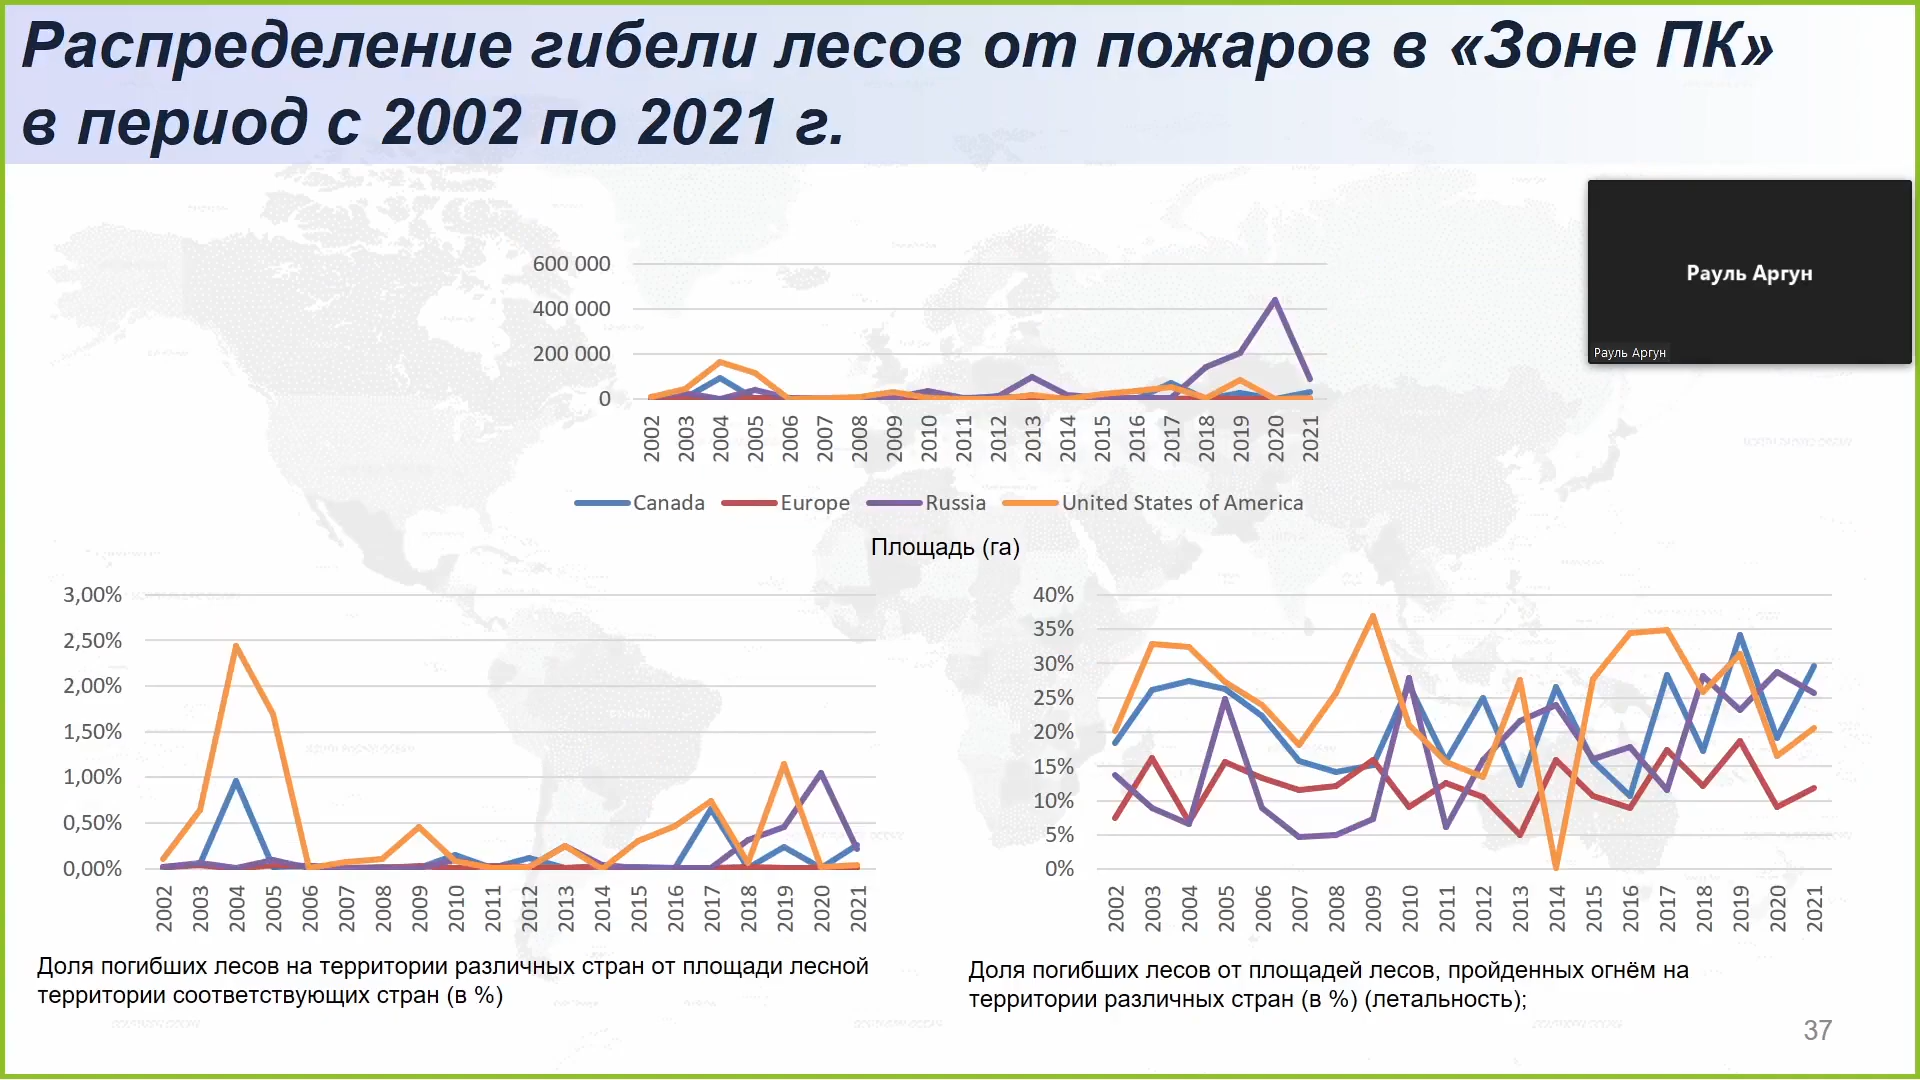 Распределение гибели лесов от пожаров в «Зоне ПК»
в период с 2002 по 2021 г.
Рауль Аргун
Рауль Аргун
600 000
400 000
200 000
0
2002 2003 2004 2005 2006 2007 2008 2009 2010 2011 2012 2013 2014 2015 2016 2017 2018 2019 2020 2021
Canada Europe Russia United States of America
Площадь (га)
3,00%
2,50%
2,00%
1,50%
1,00%
0,50%
0,00%
2002 2003 2004 2005 2006 2007 2008 2009 2010 2011 2012 2013 2014 2015 2016 2017 2018 2019 2020 2021
Доля погибших лесов на территории различных стран от площади лесной
территории соответствующих стран (в %)
40%
35%
30%
25%
20%
15%
10%
5%
0%
2002 2003 2004 2005 2006 2007 2008 2009 2010 2011 2012 2013 2014 2015 2016 2017 2018 2019 2020 2021
Доля погибших лесов от площадей лесов, пройденных огнём на
территории различных стран (в %) (летальность);
37